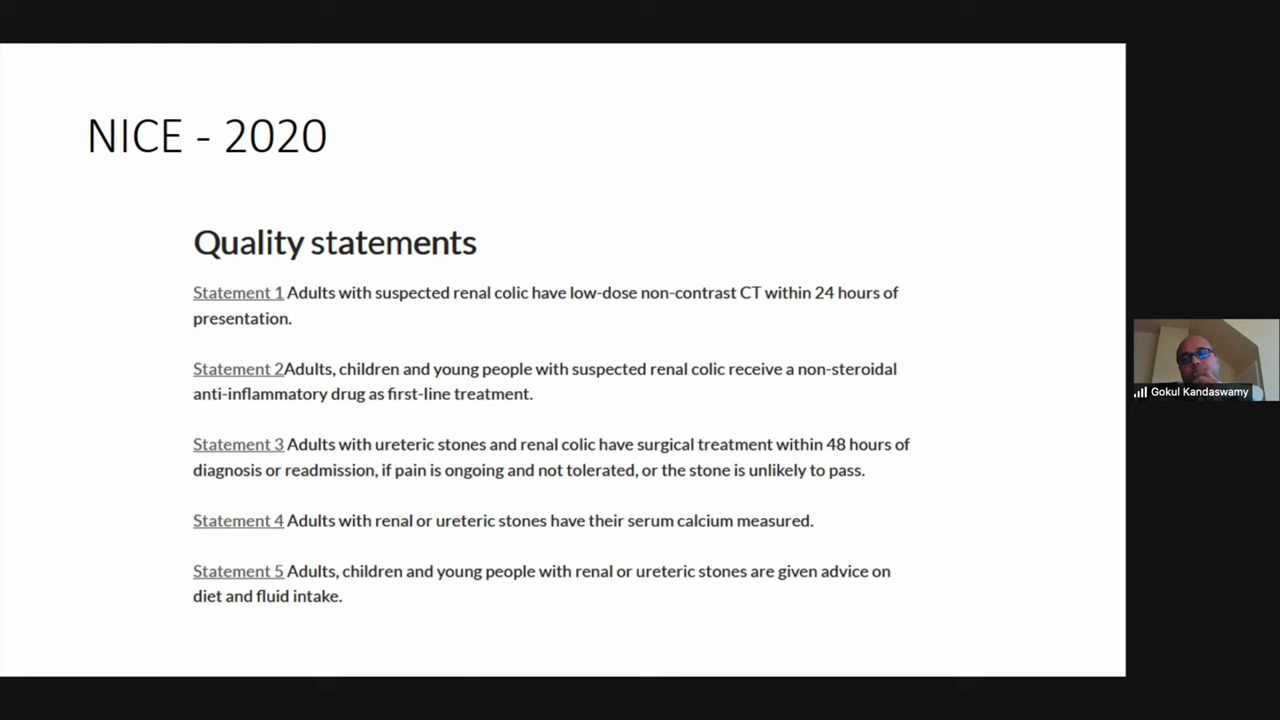 NICE - 2020
Quality statements
Statement 1 Adults with suspected renal colic have low-dose non-contrast CT within 24 hours of
presentation.
Statement 2Adults, children and young people with suspected renal colic receive a non-steroidal
anti-inflammatory drug as first-line treatment.
Statement 3 Adults with ureteric stones and renal colic have surgical treatment within 48 hours of
diagnosis or readmission, if pain is ongoing and not tolerated, or the stone is unlikely to pass.
Statement 4 Adults with renal or ureteric stones have their serum calcium measured.
Statement 5 Adults, children and young people with renal or ureteric stones are given advice on
diet and fluid intake.
Gokul Kandaswamy